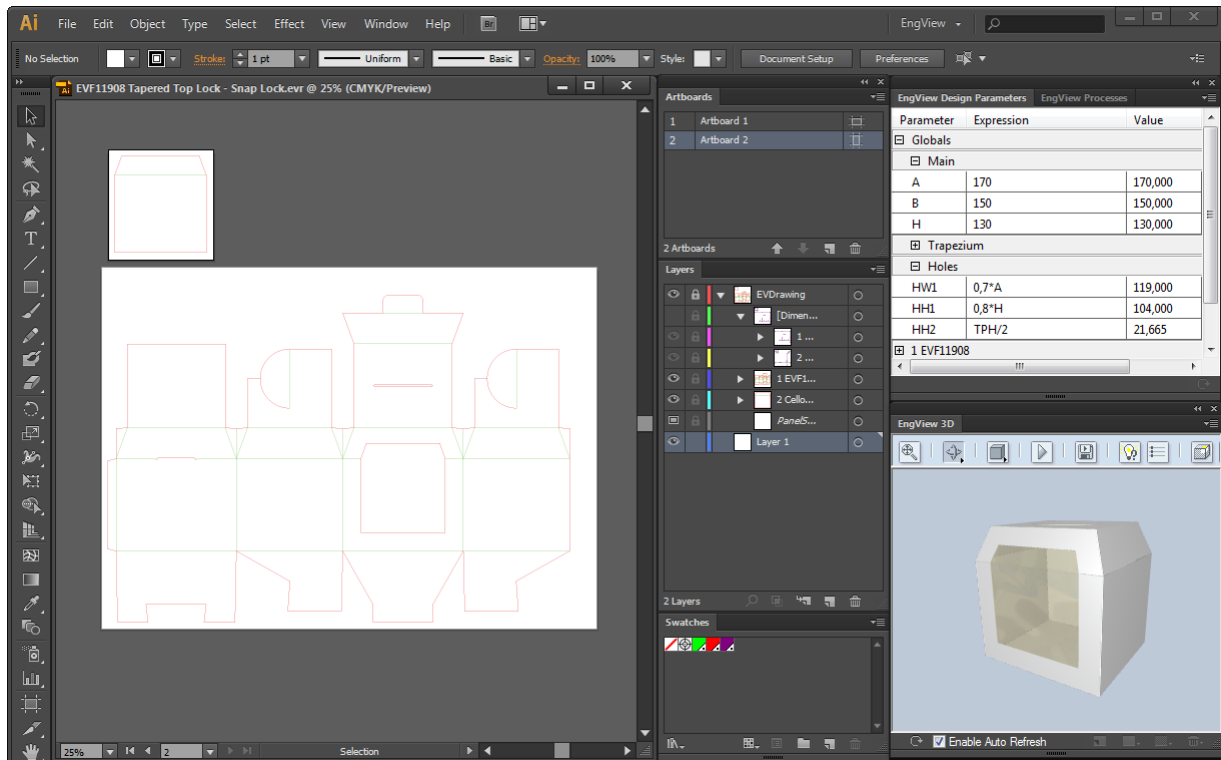 Ai File Edit Object Type Select Effect View Window Help Br EngView
No Selection Stroke: 1 pt Uniform Basic Opacity: 100% Style: Document Setup Preferences
EVF11908 Tapered Top Lock - Snap Lock.evr @ 25% (CMYK/Preview)
25% 2 Selection
Artboards
1 Artboard 1
2 Artboard 2
2 Artboards
Layers
EVDrawing
[Dimen...
1 ...
2 ...
1 EVF1...
2 Cello...
PanelS...
Layer 1
2 Layers
Swatches
EngView Design Parameters EngView Processes
Parameter Expression Value
Globals
Main
A 170 170,000
B 150 150,000
H 130 130,000
Trapezium
Holes
HW1 0,7*A 119,000
HH1 0,8*H 104,000
HH2 TPH/2 21,665
1 EVF11908
EngView 3D
Enable Auto Refresh